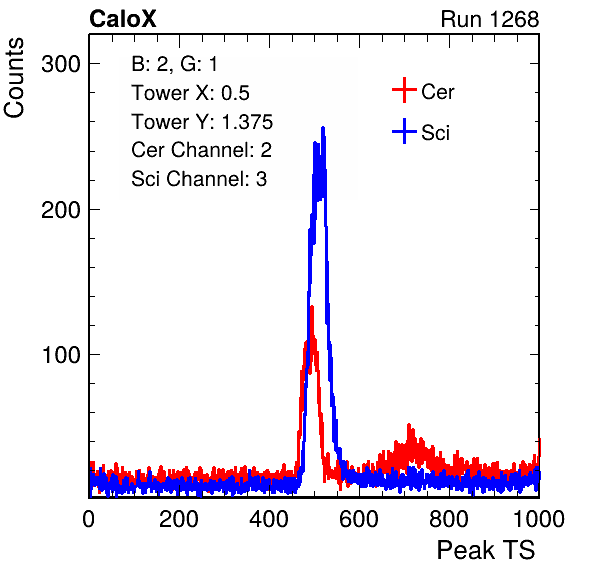 CaloX Run 1268
Counts
300
200
100
B: 2, G: 1
Tower X: 0.5
Tower Y: 1.375
Cer Channel: 2
Sci Channel: 3
Cer
Sci
0 200 400 600 800 1000
Peak TS